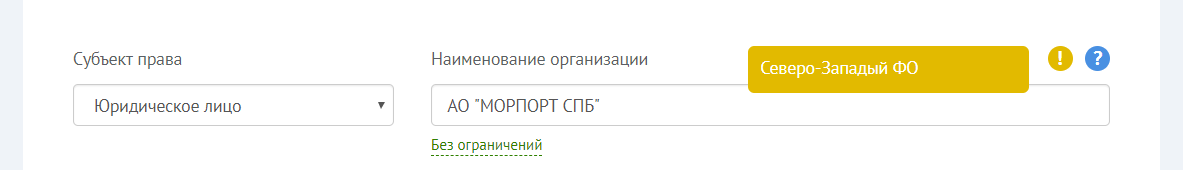 Субъект права
Наименование организации
Северо-Западый ФО
!
?
Юридическое лицо
АО "МОРПОРТ СПБ"
Без ограничений